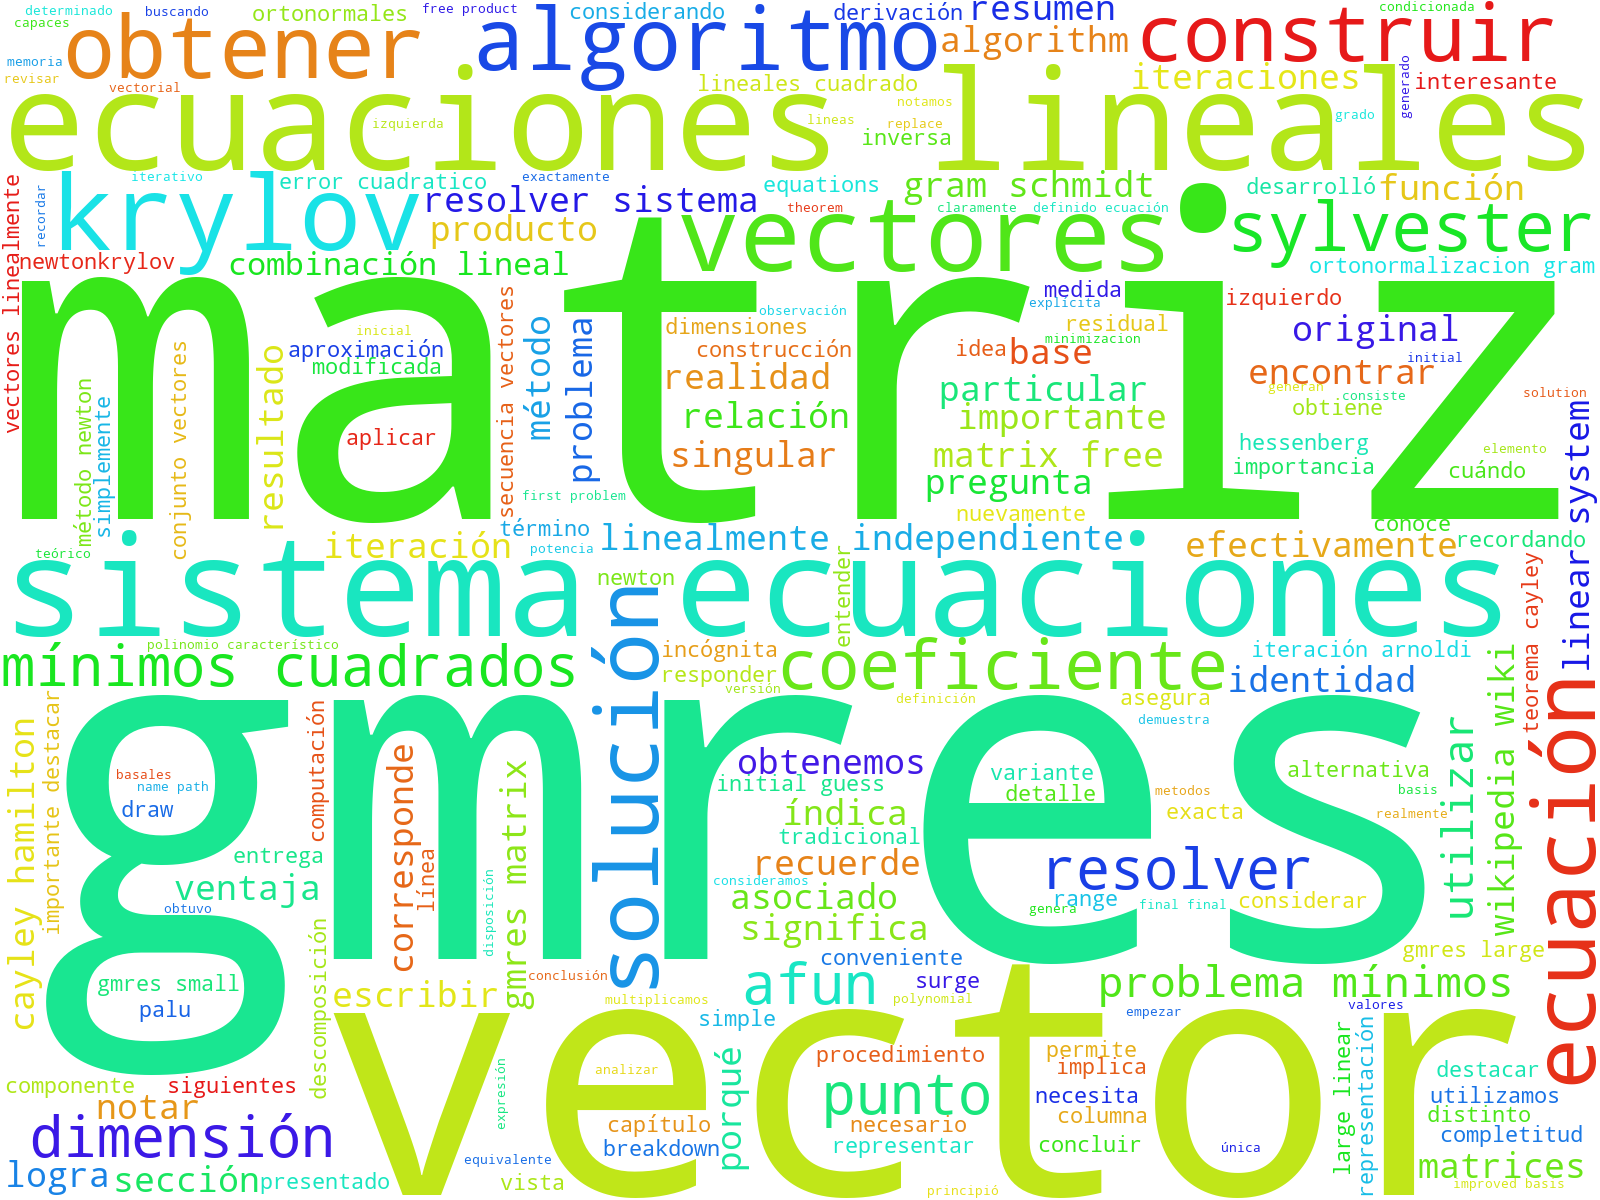 determinado
capaces
buscando
ortonormales
free product
considerando
derivación
resumen
condicionada
memoria
revisar
obtener
algoritmo
algorithm
construir
vectorial
lineales cuadrado
iteraciones
interesante
generado
ecuaciones lineales
izquierda
notamos
lineas
replace
inversa
grado
vectores linealmente
recordar
iterativo
error cuadratico
exactamente
krylov
resolver sistema
equations
theorem
gram schmidt
claramente
definido ecuación
desarrolló
función
producto
vectores
sylvester
newtonkrylov
combinación lineal
ortonormalizacion gram
matriz
medida
explícita
izquierdo
observación
inicial
aproximación
modificada
resultado
conjunto vectores
método newton
simplemente
aplicar
secuencia vectores
método
problema
dimensiones
construcción
realidad
relación
singular
residual
minimizacion
idea
base
particular
importante
matrix free
pregunta
nuevamente
original
initial
encontrar
generan
consiste
obtiene
solution
hessenberg
importancia
elemento
cuándo
conoce
linear system
first problem
término
potencia
teórico
iteración
linealmente independiente
efectivamente
recordando
sistema ecuaciones
newton
entender
teorema cayley
polinomio característico
mínimos cuadrados
solución
incógnita
responder
versión
coeficiente
definición
iteración arnoldi
identidad
asegura
demuestra
wikipedia wiki
ecuación
gmres
cayley hamilton
importante destacar
basales
name path
draw
computación
corresponde
línea
gmres matrix
obtenemos
initial guess
índica
tradicional
recuerde
variante
detalle
metodos
exacta
alternativa
basis
realmente
utilizar
entrega
ventaja
obtuvo
disposición
consideramos
asociado
significa
resolver
range
genera
final final
considerar
gmres large
gmres small
palu
descomposición
escribir
conclusión
conveniente
afun
surge
polynomial
multiplicamos
simple
problema mínimos
empezar
valores
vector
componente
siguientes
notar
expresión
analizar
porqué
procedimiento
punto
permite
implica
necesita
columna
large linear
representación
destacar
utilizamos
distinto
completitud
dimensión
capítulo
breakdown
necesario
representar
concluir
única
logra
sección
presentado
equivalente
vista
principió
matrices
improved basis